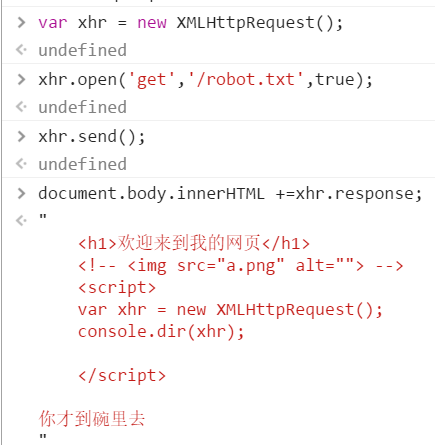 > var xhr = new XMLHttpRequest();
< undefined
> xhr.open('get','/robot.txt',true);
< undefined
> xhr.send();
< undefined
> document.body.innerHTML +=xhr.response;
< "
    <h1>欢迎来到我的网页</h1>
    <!-- <img src="a.png" alt=""> -->
    <script>
    var xhr = new XMLHttpRequest();
    console.dir(xhr);
    </script>
你才到碗里去
"